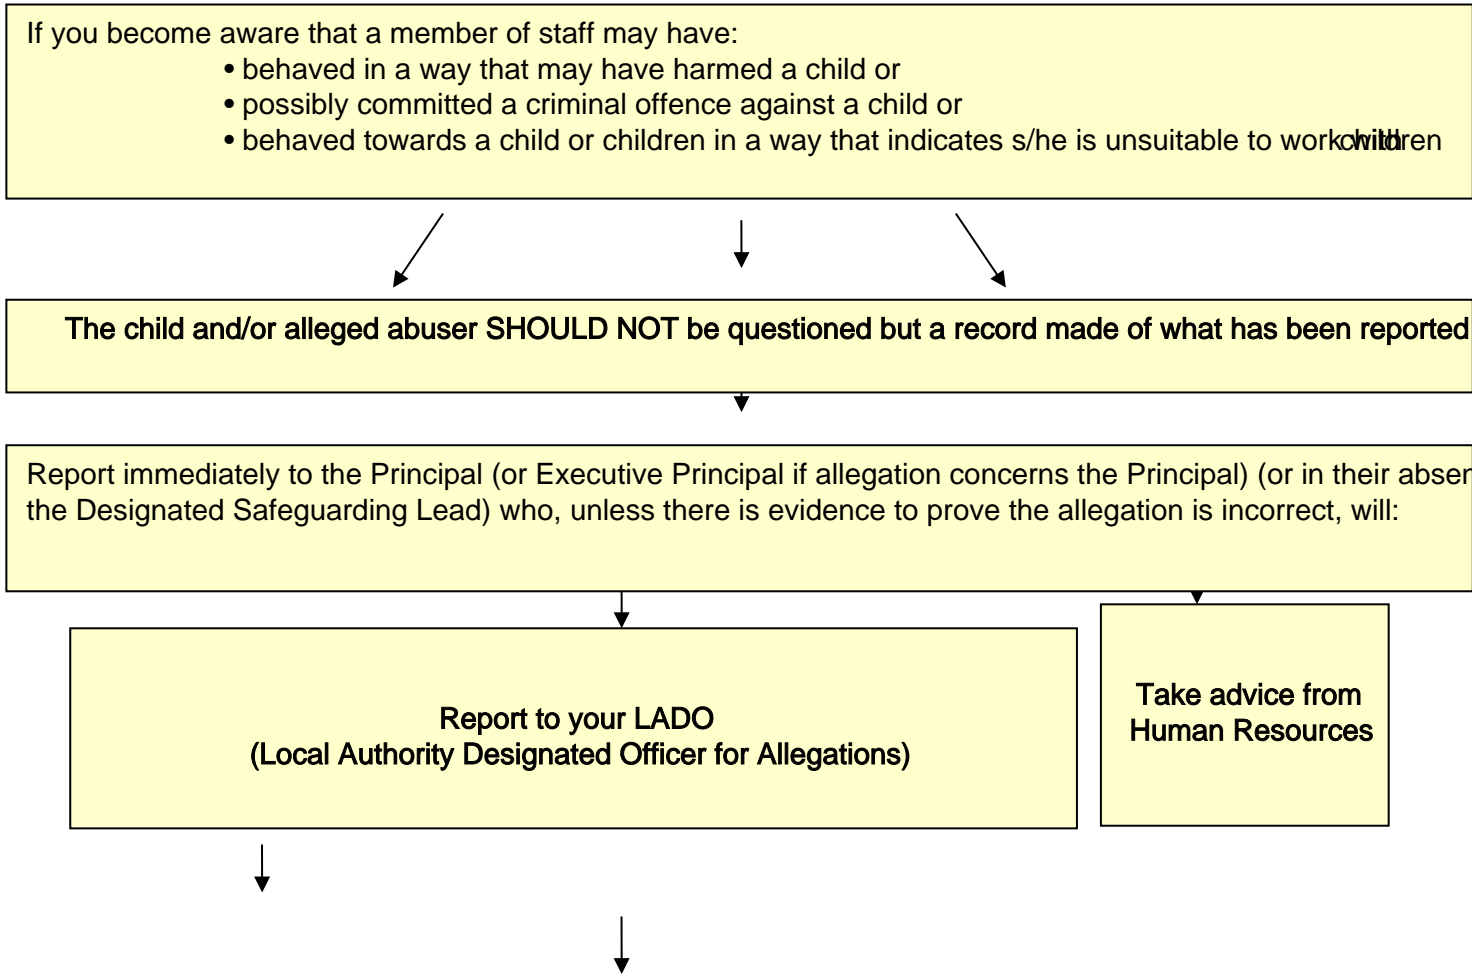 If you become aware that a member of staff may have:
• behaved in a way that may have harmed a child or
• possibly committed a criminal offence against a child or
• behaved towards a child or children in a way that indicates s/he is unsuitable to work with children
The child and/or alleged abuser SHOULD NOT be questioned but a record made of what has been reported
Report immediately to the Principal (or Executive Principal if allegation concerns the Principal) (or in their absen
the Designated Safeguarding Lead) who, unless there is evidence to prove the allegation is incorrect, will:
Report to your LADO
(Local Authority Designated Officer for Allegations)
Take advice from
Human Resources